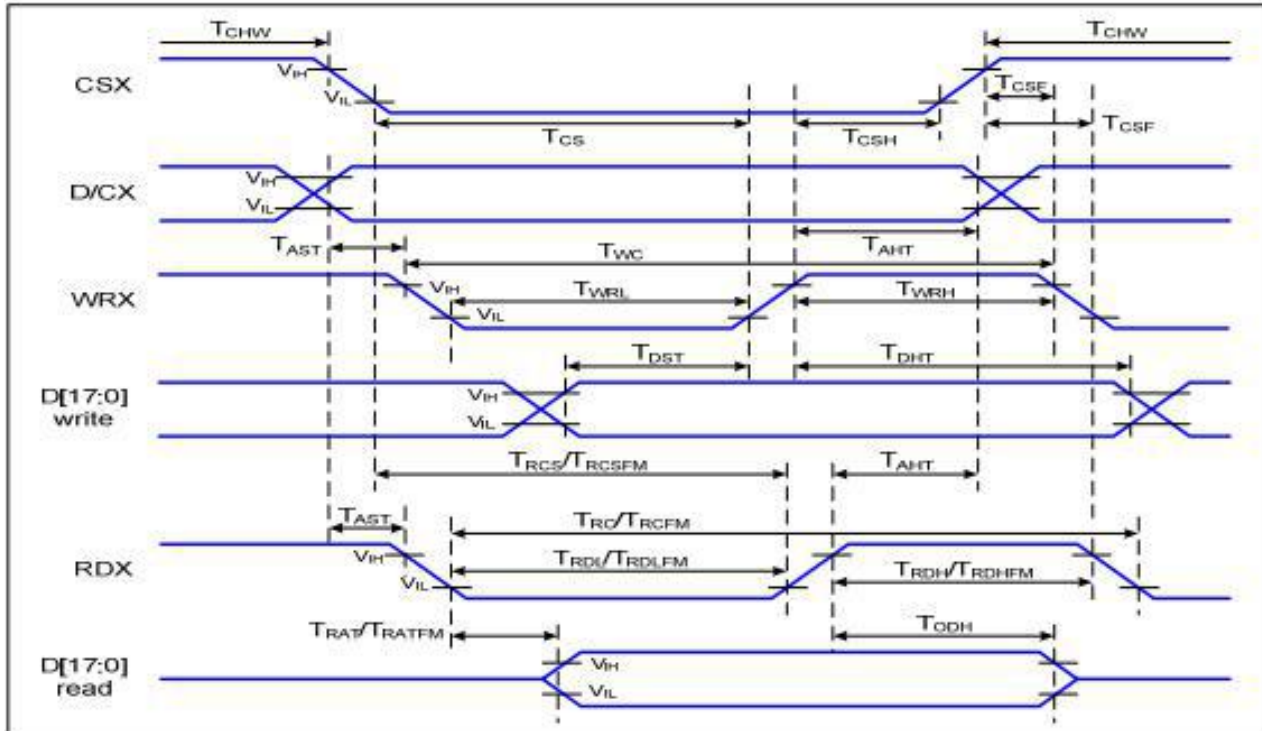 TCHW TCHW
VIH
CSX
VIL
TCSF
TCS TCSH TCSF
VIH
D/CX
VIL
TAST TWC TAHT
VIH
WRX TWRL TWRH
VIL
TDST TDHT
D[17:0] VIH
write VIL
TRCS/TRCSFM TAHT
TAST TRC/TRCFM
VIH
RDX TRDL/TRDLFM
VIL TRDH/TRDHFM
TRAT/TRATFM TODH
D[17:0] VIH
read VIL